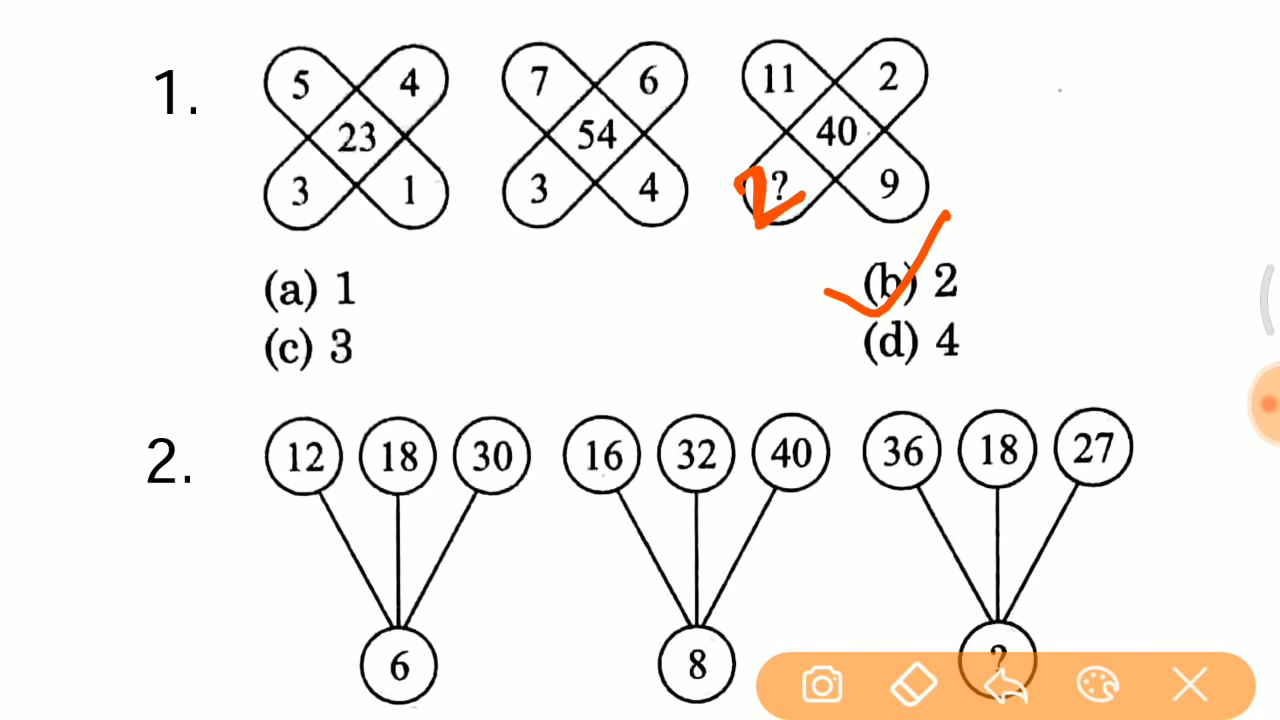 1.
5 4 7 6 11 2
23 54 40
3 1 3 4 2 ? 9
(a) 1 (b) 2
(c) 3 (d) 4
2.
12 18 30 16 32 40 36 18 27
6 8 ?